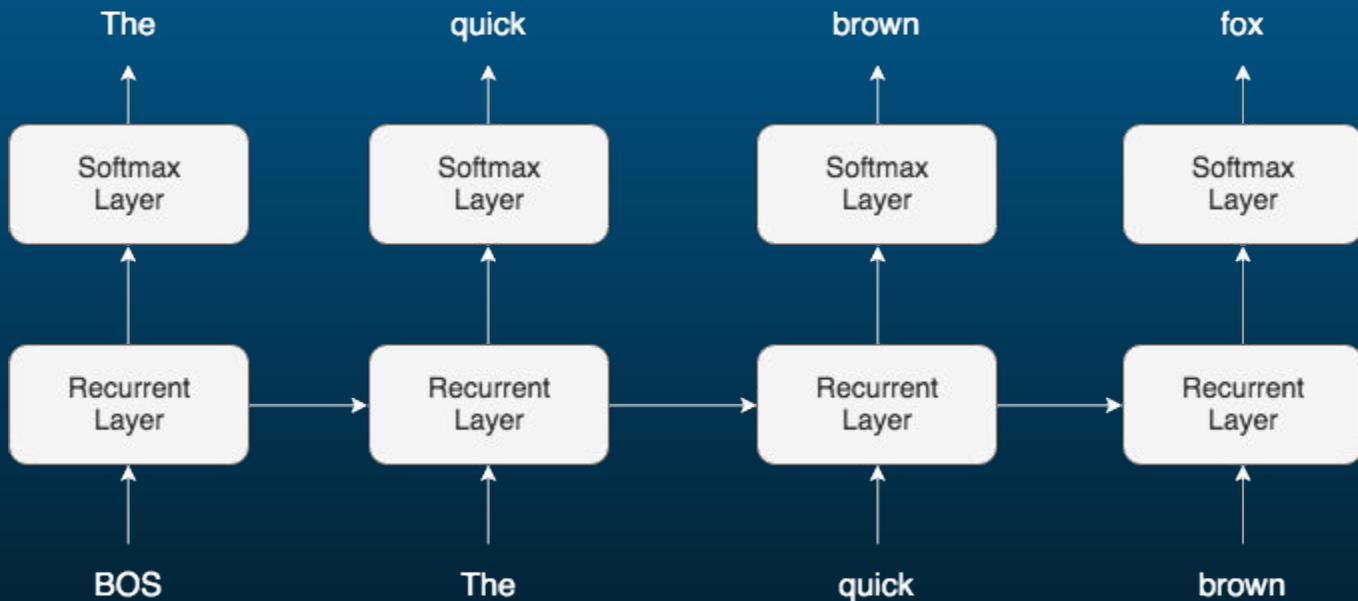 The quick brown fox
Softmax Layer
Softmax Layer
Softmax Layer
Softmax Layer
Recurrent Layer
Recurrent Layer
Recurrent Layer
Recurrent Layer
BOS The quick brown